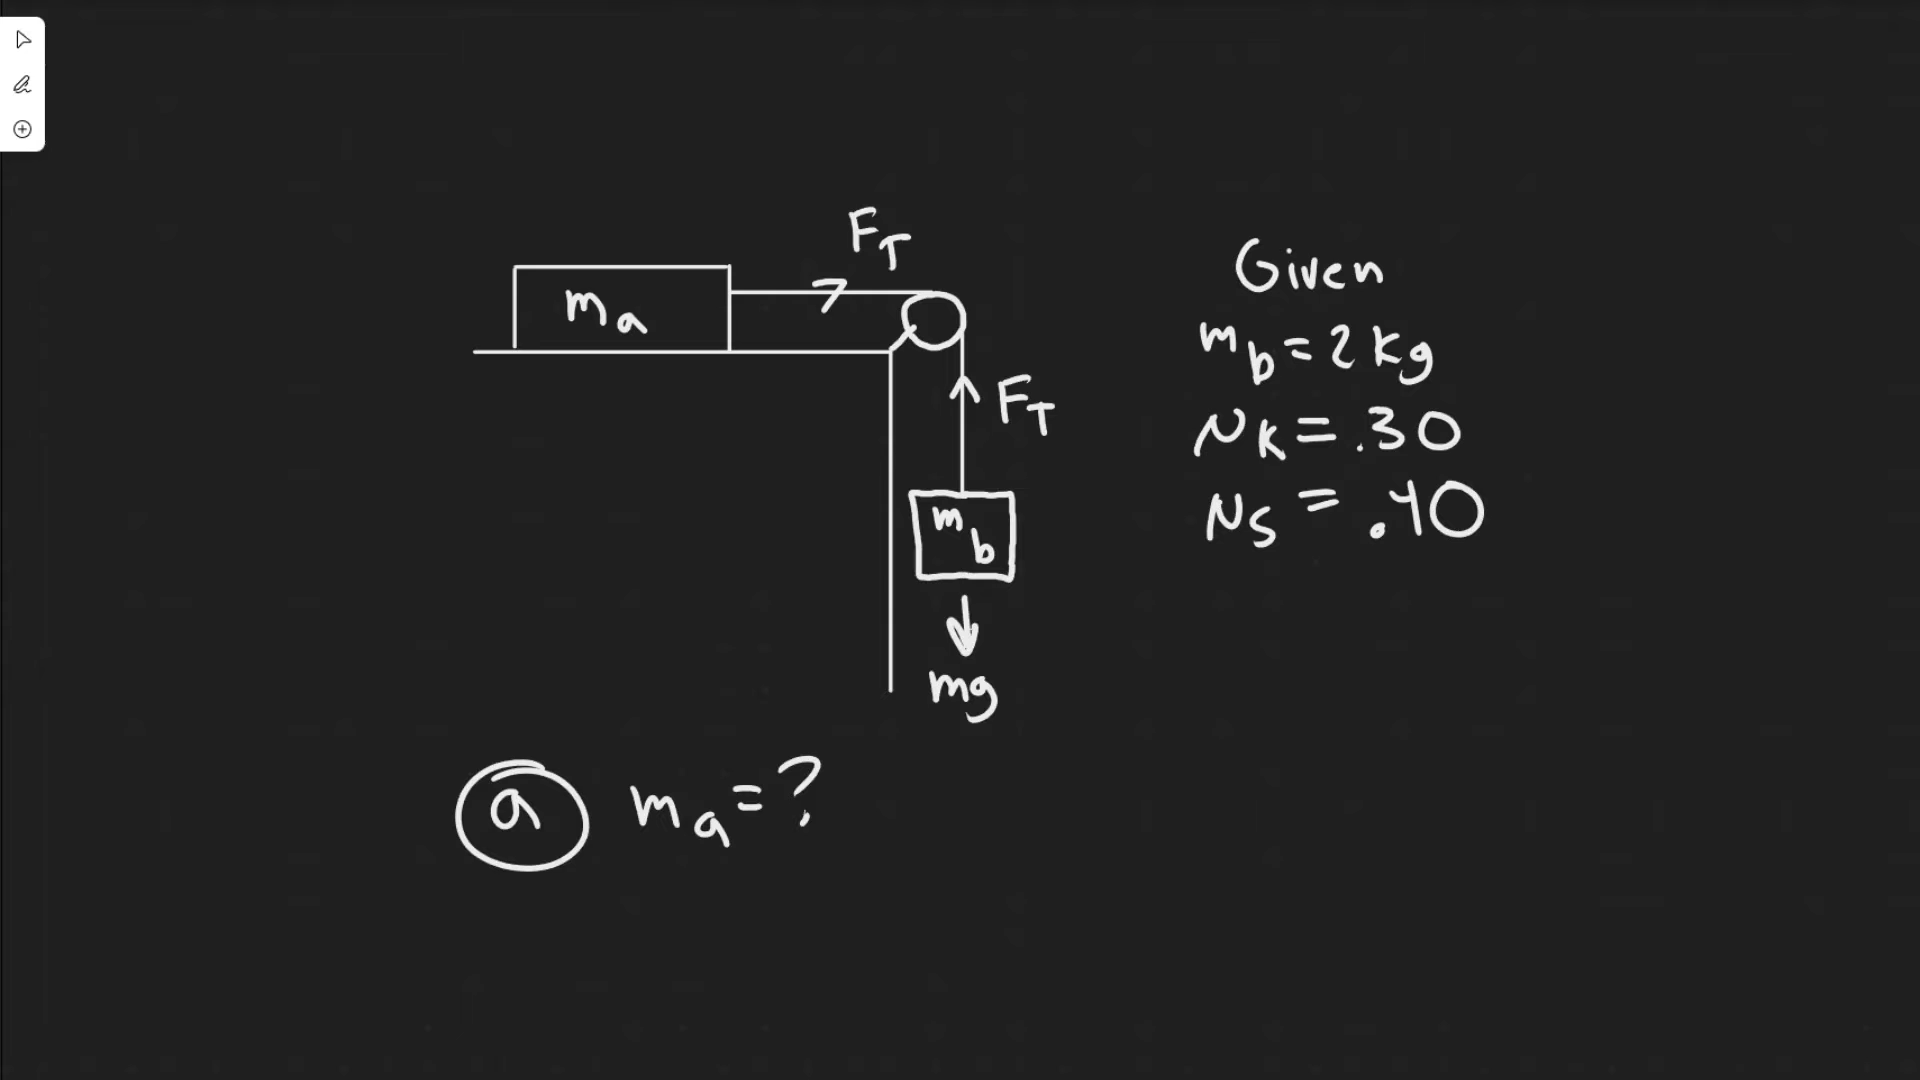 F_T
m_a
F_T
m_b
mg
Given
m_b = 2 kg
μ_K = .30
μ_S = .40
a m_a = ?